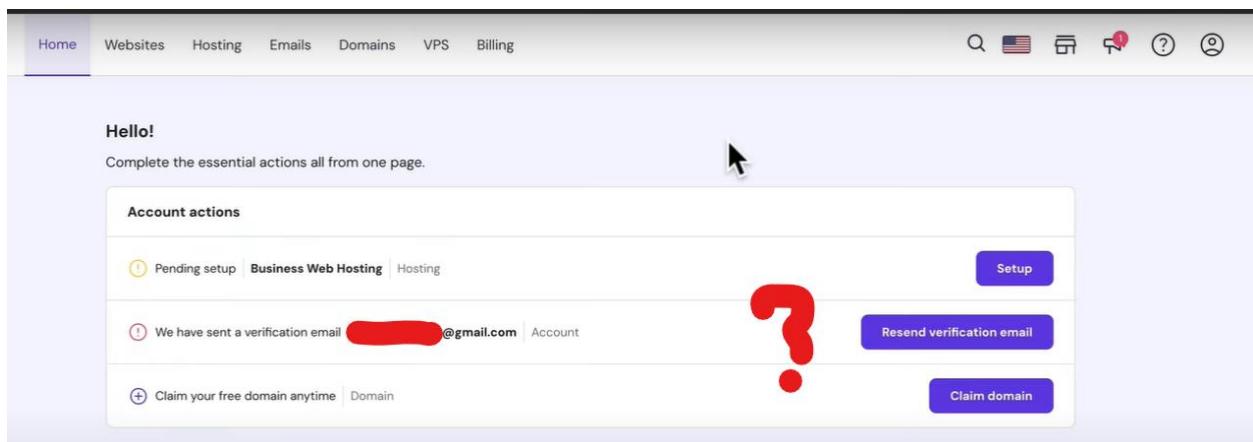 Home Websites Hosting Emails Domains VPS Billing 1 ?
Hello!
Complete the essential actions all from one page.
Account actions
! Pending setup Business Web Hosting Hosting Setup
! We have sent a verification email @gmail.com Account Resend verification email
Claim your free domain anytime Domain Claim domain
?